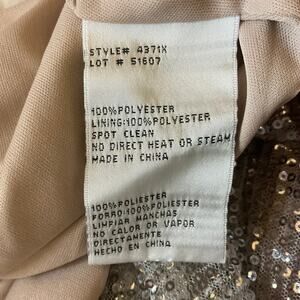 STYLE# 4371X
LOT # 51607
100%POLYESTER
LINING:100%POLYESTER
SPOT CLEAN
NO DIRECT HEAT OR STEAM
MADE IN CHINA
100%POLIESTER
FORRO:100%POLIESTER
LIMPIAR MANCHAS
NO CALOR O VAPOR
DIRECTAMENTE
HECHO EN CHINA